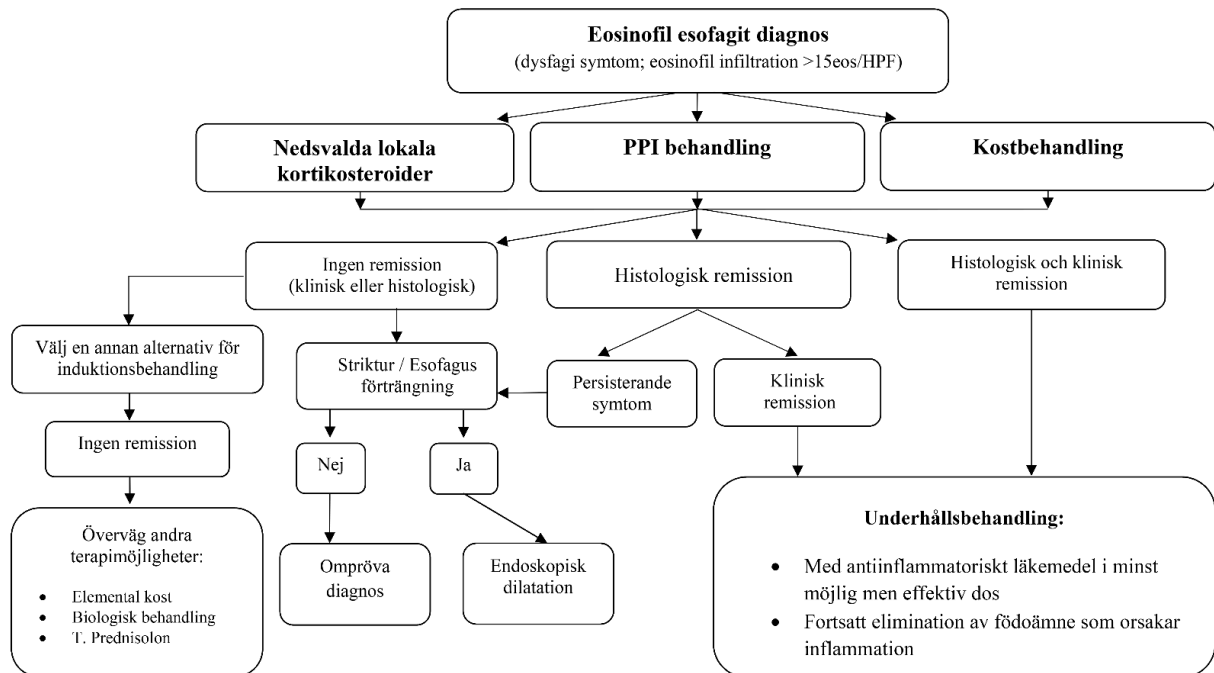 Eosinofil esofagit diagnos
(dysfagi symtom; eosinofil infiltration >15eos/HPF)
Nedsvalda lokala
kortikosteroider
PPI behandling
Kostbehandling
Ingen remission
(klinisk eller histologisk)
Histologisk remission
Histologisk och klinisk
remission
Välj en annan alternativ för
induktionsbehandling
Striktur / Esofagus
förträngning
Persisterande
symtom
Klinisk
remission
Ingen remission
Nej
Ja
Överväg andra
terapimöjligheter:
• Elemental kost
• Biologisk behandling
• T. Prednisolon
Ompröva
diagnos
Endoskopisk
dilatation
Underhållsbehandling:
• Med antiinflammatoriskt läkemedel i minst
möjlig men effektiv dos
• Fortsatt elimination av födoämne som orsakar
inflammation